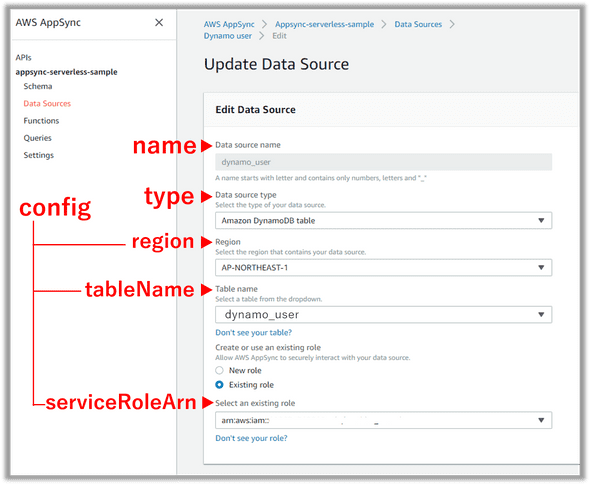 AWS AppSync
APIs
appsync-serverless-sample
Schema
Data Sources
Functions
Queries
Settings
AWS AppSync > Appsync-serverless-sample > Data Sources >
Dynamo user > Edit
Update Data Source
Edit Data Source
name
Data source name
dynamo_user
A name starts with letter and contains only numbers, letters and "_"
type
Data source type
Select the type of your data source.
Amazon DynamoDB table
config
region
Region
Select the region that contains your data source.
AP-NORTHEAST-1
tableName
Table name
Select a table from the dropdown.
dynamo_user
Don't see your table?
Create or use an existing role
Allow AWS AppSync to securely interact with your data source.
New role
Existing role
serviceRoleArn
Select an existing role
arn:aws:iam::
Don't see your role?